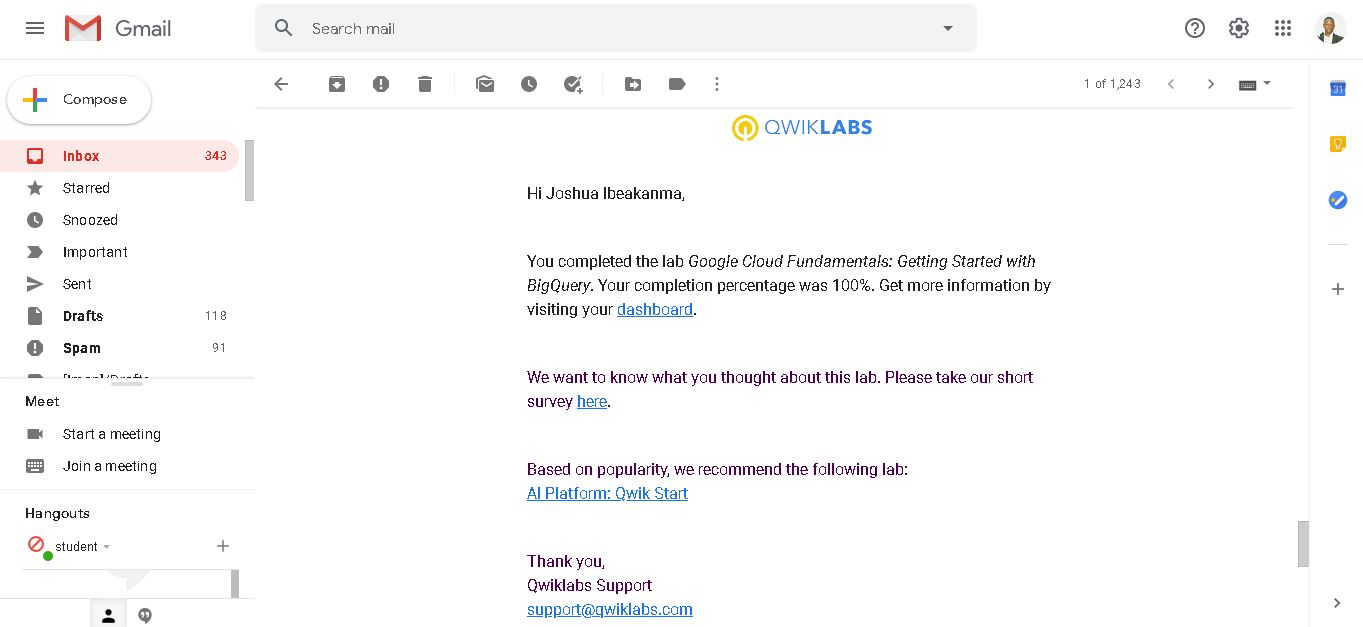 Gmail
Search mail
Compose
1 of 1,243
31
Inbox 343
Starred
Snoozed
Important
Sent
Drafts 118
Spam 91
Meet
Start a meeting
Join a meeting
Hangouts
student
QWIKLABS
Hi Joshua Ibeakanma,
You completed the lab Google Cloud Fundamentals: Getting Started with
BigQuery. Your completion percentage was 100%. Get more information by
visiting your dashboard.
We want to know what you thought about this lab. Please take our short
survey here.
Based on popularity, we recommend the following lab:
AI Platform: Qwik Start
Thank you,
Qwiklabs Support
support@qwiklabs.com